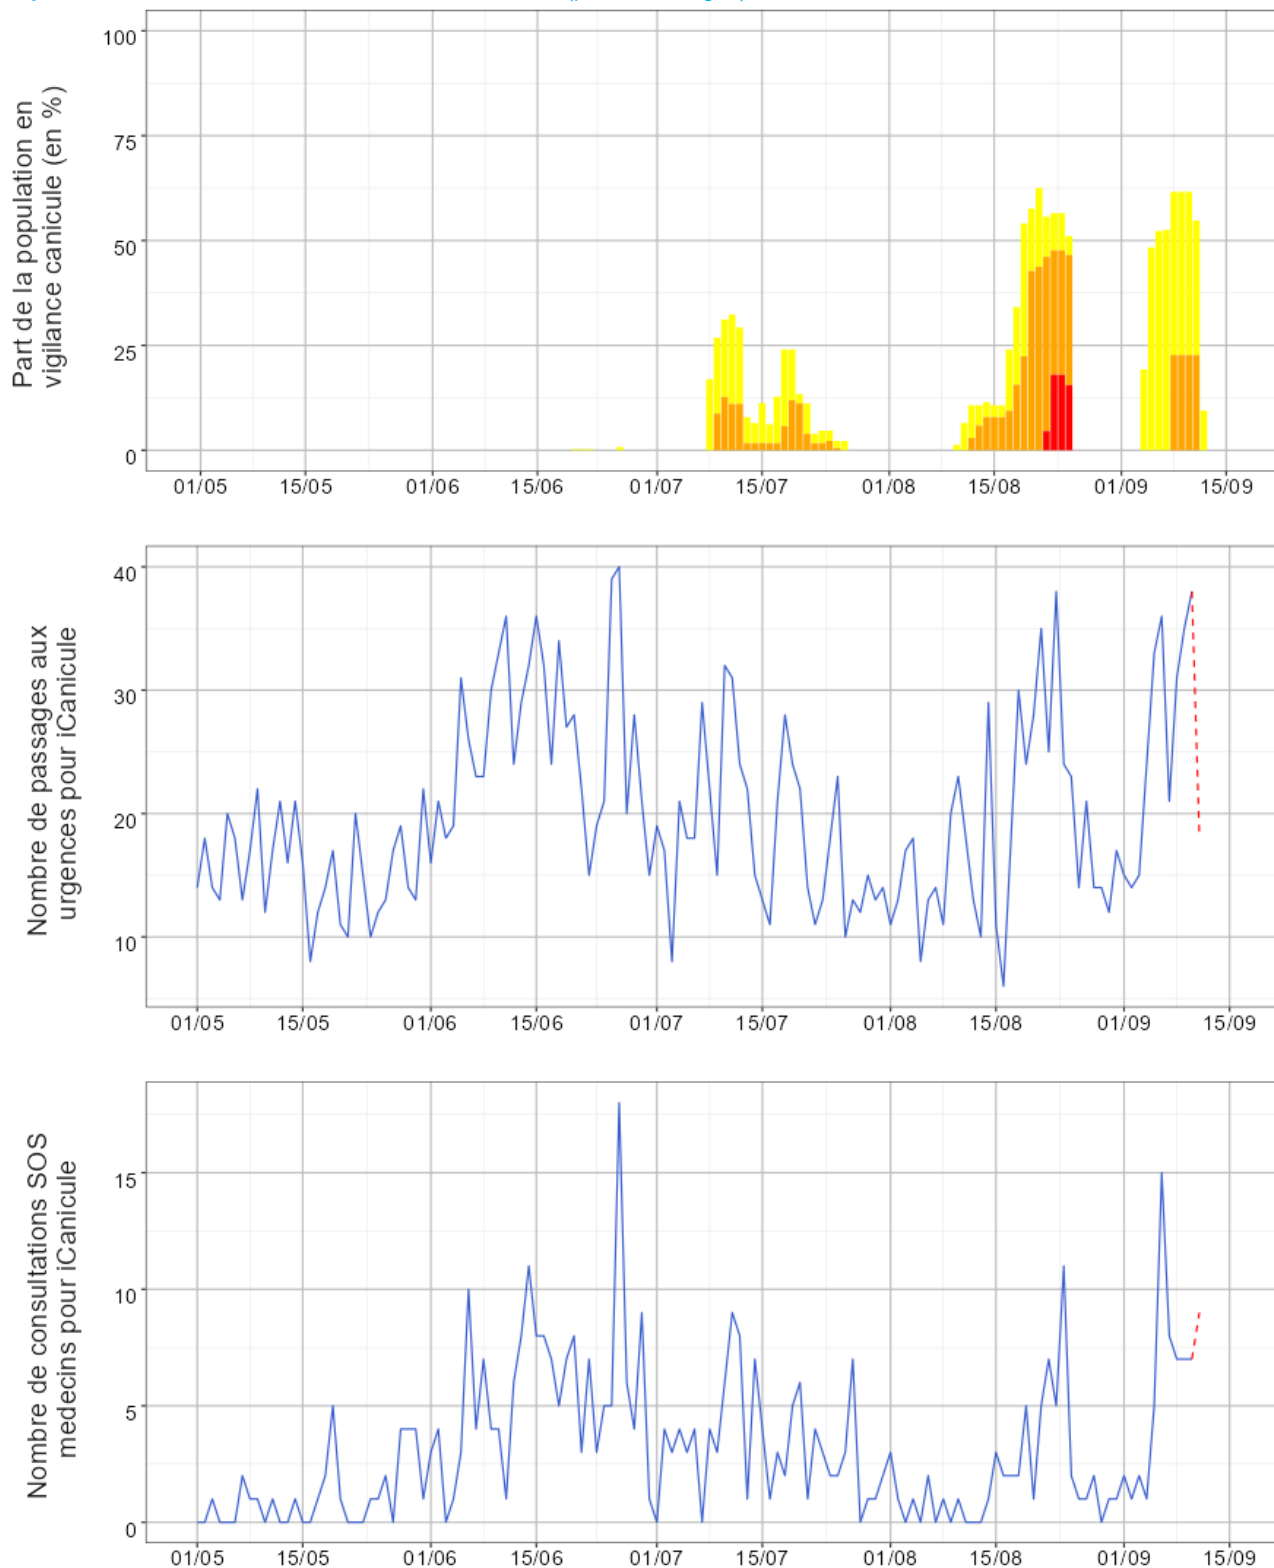 Part de la population en
vigilance canicule (en %)
100
75
50
25
0
01/05 15/05 01/06 15/06 01/07 15/07 01/08 15/08 01/09 15/09
Nombre de passages aux
urgences pour iCanicule
40
30
20
10
01/05 15/05 01/06 15/06 01/07 15/07 01/08 15/08 01/09 15/09
Nombre de consultations SOS
medecins pour iCanicule
15
10
5
0
01/05 15/05 01/06 15/06 01/07 15/07 01/08 15/08 01/09 15/09